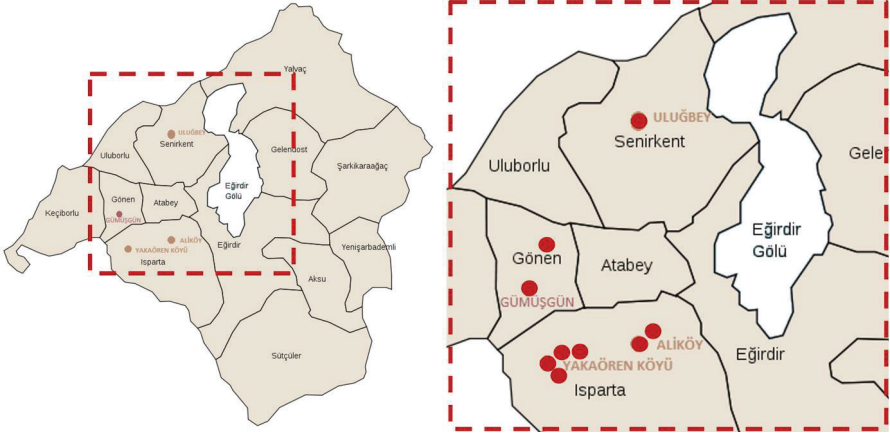 Yalvaç
ULUĞBEY
Senirkent
Uluborlu
Gelendost
Şarkikaraağaç
Eğirdir
Gölü
Keçiborlu
Gönen
Atabey
GÜMÜŞGÜN
ALİKÖY
YAKAÖREN KÖYÜ
Isparta
Eğirdir
Yenişarbademli
Aksu
Sütçüler
ULUĞBEY
Senirkent
Uluborlu
Gele
Eğirdir
Gölü
Gönen
Atabey
GÜMÜŞGÜN
ALİKÖY
YAKAÖREN KÖYÜ
Eğirdir
Isparta